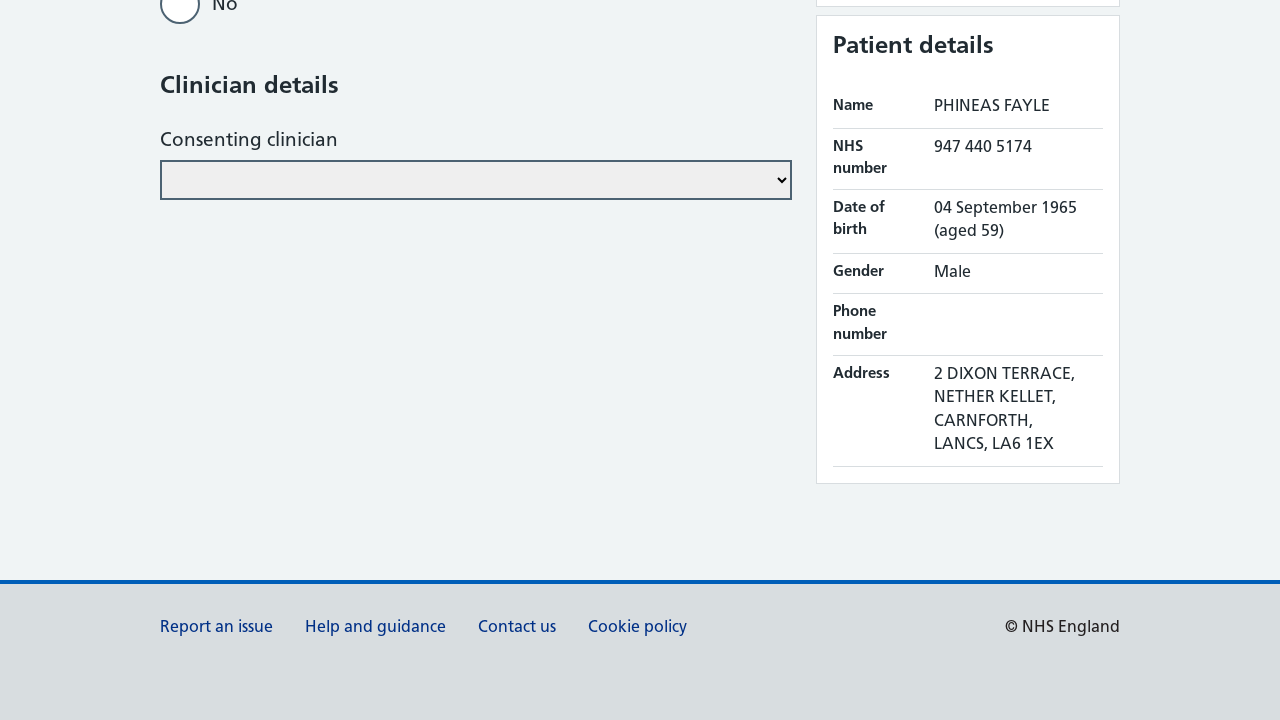 No
Clinician details
Consenting clinician
Patient details
Name PHINEAS FAYLE
NHS number 947 440 5174
Date of birth 04 September 1965 (aged 59)
Gender Male
Phone number
Address 2 DIXON TERRACE,
NETHER KELLET,
CARNFORTH,
LANCS, LA6 1EX
Report an issue Help and guidance Contact us Cookie policy © NHS England